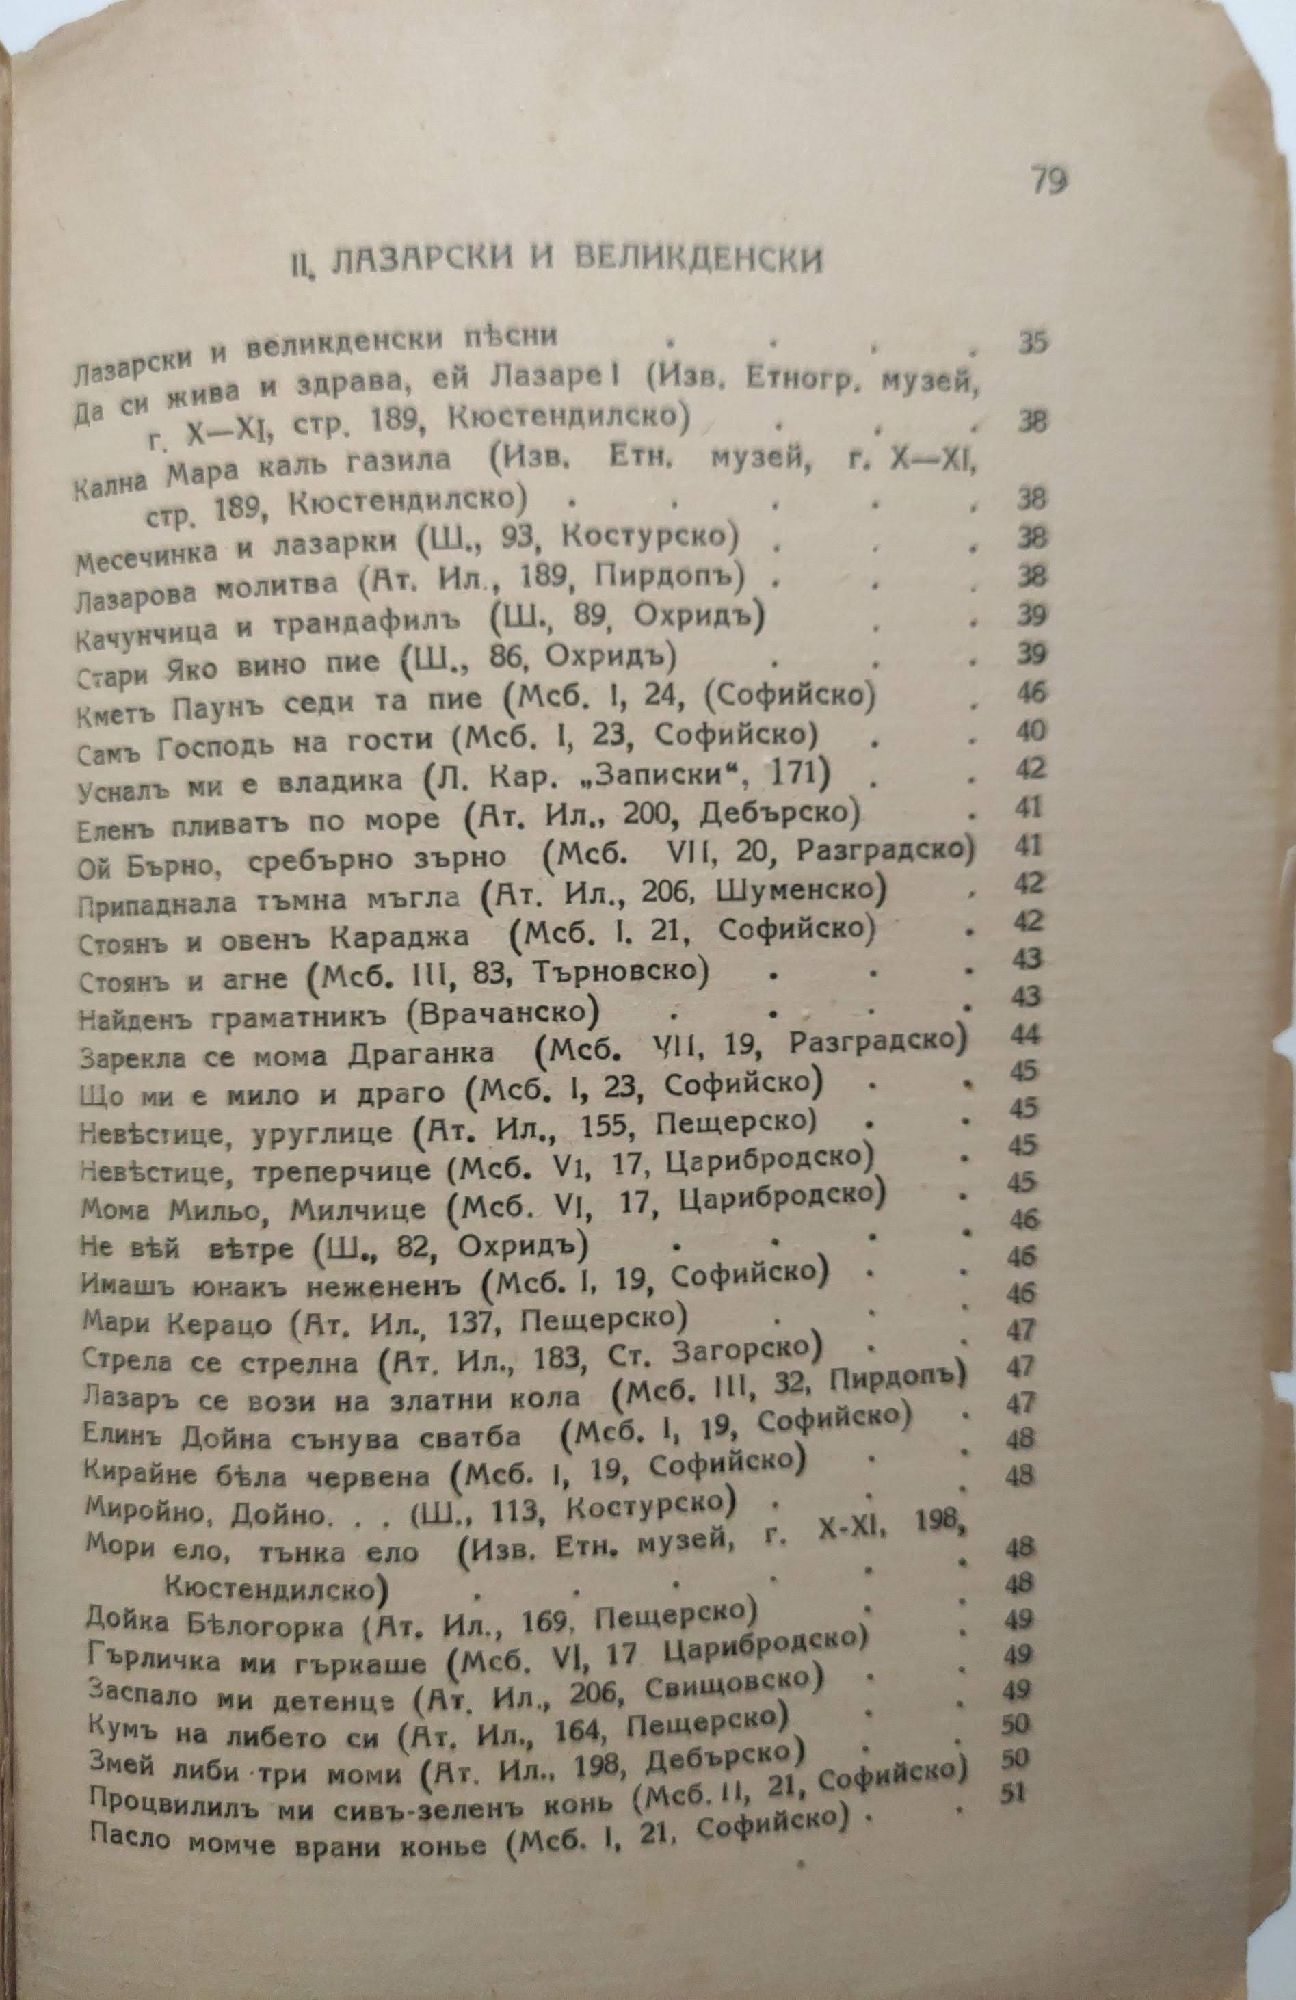 79
II. ЛАЗАРСКИ И ВЕЛИКДЕНСКИ
Лазарски и великденски пѣсни . . . . 35
Да си жива и здрава, ей Лазаре! (Изв. Етногр. музей,
г. X—XI, стр. 189, Кюстендилско) . . . 38
Кална Мара каль газила (Изв. Етн. музей, г. X—XI,
стр. 189, Кюстендилско) . . . . . 38
Месечинка и лазарки (Ш., 93, Костурско) . . . 38
Лазарова молитва (Ат. Ил., 189, Пирдопъ) . . . 38
Качунчица и трандафилъ (Ш., 89, Охридъ) . . 39
Стари Яко вино пие (Ш., 86, Охридъ) . . . 39
Кметъ Паунъ седи та пие (Мсб. I, 24, (Софийско) . 46
Самъ Господь на гости (Мсб. I, 23, Софийско) . . 40
Усналъ ми е владика (Л. Кар. „Записки“, 171) . . 42
Еленъ пливатъ по море (Ат. Ил., 200, Дебърско) . 41
Ой Бърно, сребърно зърно (Мсб. VII, 20, Разградско) 41
Припаднала тъмна мъгла (Ат. Ил., 206, Шуменско) . 42
Стоянъ и овенъ Караджа (Мсб. I. 21, Софийско) . 42
Стоянъ и агне (Мсб. III, 83, Търновско) . . . 43
Найденъ граматникъ (Врачанско) . . . . 43
Зарекла се мома Драганка (Мсб. VII, 19, Разградско) 44
Що ми е мило и драго (Мсб. I, 23, Софийско) . . 45
Невѣстице, уруглице (Ат. Ил., 155, Пещерско) . . 45
Невѣстице, треперчице (Мсб. VI, 17, Царибродско) . 45
Мома Мильо, Милчице (Мсб. VI, 17, Царибродско) . 45
Не вѣй вѣтре (Ш., 82, Охридъ) . . . . 46
Имашъ юнакъ нежененъ (Мсб. I, 19, Софийско) . . 46
Мари Керацо (Ат. Ил., 137, Пещерско) . . . 46
Стрела се стрелна (Ат. Ил., 183, Ст. Загорско) . . 47
Лазаръ се вози на златни кола (Мсб. III, 32, Пирдопъ) 47
Елинъ Дойна сънува сватба (Мсб. I, 19, Софийско) . 47
Кирайне бѣла червена (Мсб. I, 19, Софийско) . . 48
Миройно, Дойно. . . (Ш., 113, Костурско) . . . 48
Мори ело, тънка ело (Изв. Етн. музей, г. X-XI, 198,
Кюстендилско) . . . . . . 48
Дойка Бѣлогорка (Ат. Ил., 169, Пещерско) . . 48
Гърличка ми гъркаше (Мсб. VI, 17 Царибродско) . 49
Заспало ми детенце (Ат. Ил., 206, Свищовско) . . 49
Кумъ на либето си (Ат. Ил., 164, Пещерско) . . 49
Змей либи три моми (Ат. Ил., 198, Дебърско) . . 50
Процвилилъ ми сивъ-зеленъ конь (Мсб. II, 21, Софийско) 50
Пасло момче врани конье (Мсб. I, 21, Софийско) . . 51